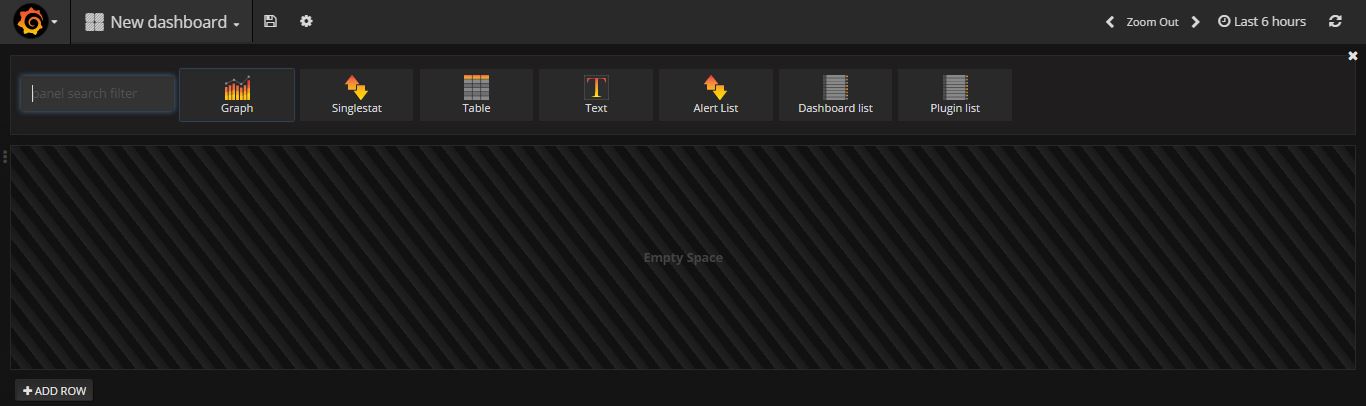 New dashboard
Zoom Out
Last 6 hours
panel search filter
Graph
Singlestat
Table
T
Text
Alert List
Dashboard list
Plugin list
Empty Space
ADD ROW